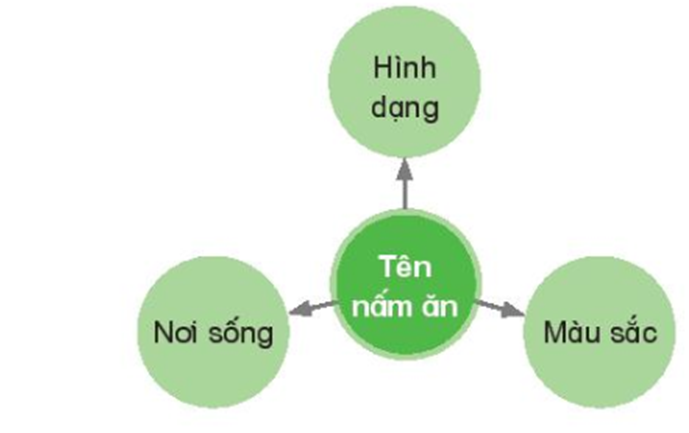 Hình
dạng
Tên
nấm ăn
Nơi sống
Màu sắc